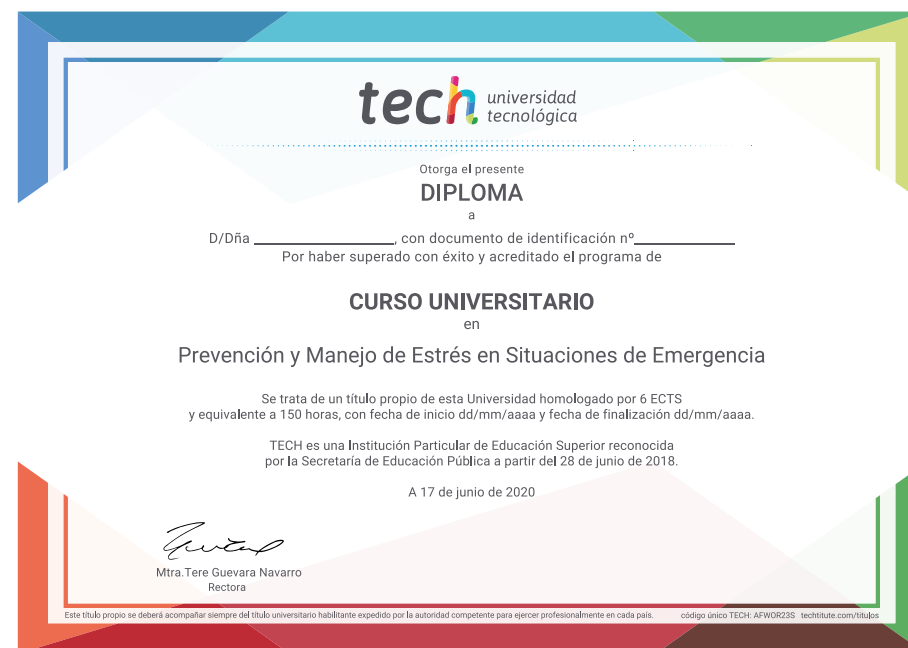 tech universidad
tecnológica
Otorga el presente
DIPLOMA
a
D/Dña ______________, con documento de identificación nº__________
Por haber superado con éxito y acreditado el programa de
CURSO UNIVERSITARIO
en
Prevención y Manejo de Estrés en Situaciones de Emergencia
Se trata de un título propio de esta Universidad homologado por 6 ECTS
y equivalente a 150 horas, con fecha de inicio dd/mm/aaaa y fecha de finalización dd/mm/aaaa.
TECH es una Institución Particular de Educación Superior reconocida
por la Secretaría de Educación Pública a partir del 28 de junio de 2018.
A 17 de junio de 2020
Mtra.Tere Guevara Navarro
Rectora
Este título propio se deberá acompañar siempre del título universitario habilitante expedido por la autoridad competente para ejercer profesionalmente en cada país. código único TECH: AFWOR23S techtitute.com/titulos